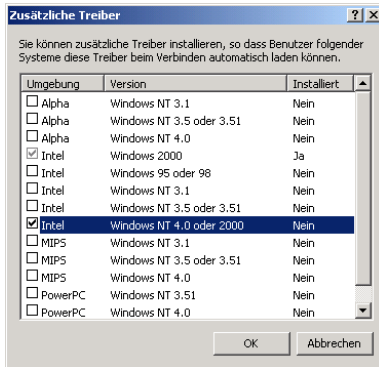 Zusätzliche Treiber
Sie können zusätzliche Treiber installieren, so dass Benutzer folgender
Systeme diese Treiber beim Verbinden automatisch laden können.
Umgebung Version Installiert
Alpha Windows NT 3.1 Nein
Alpha Windows NT 3.5 oder 3.51 Nein
Alpha Windows NT 4.0 Nein
Intel Windows 2000 Ja
Intel Windows 95 oder 98 Nein
Intel Windows NT 3.1 Nein
Intel Windows NT 3.5 oder 3.51 Nein
Intel Windows NT 4.0 oder 2000 Nein
MIPS Windows NT 3.1 Nein
MIPS Windows NT 3.5 oder 3.51 Nein
MIPS Windows NT 4.0 Nein
PowerPC Windows NT 3.51 Nein
PowerPC Windows NT 4.0 Nein
OK Abbrechen